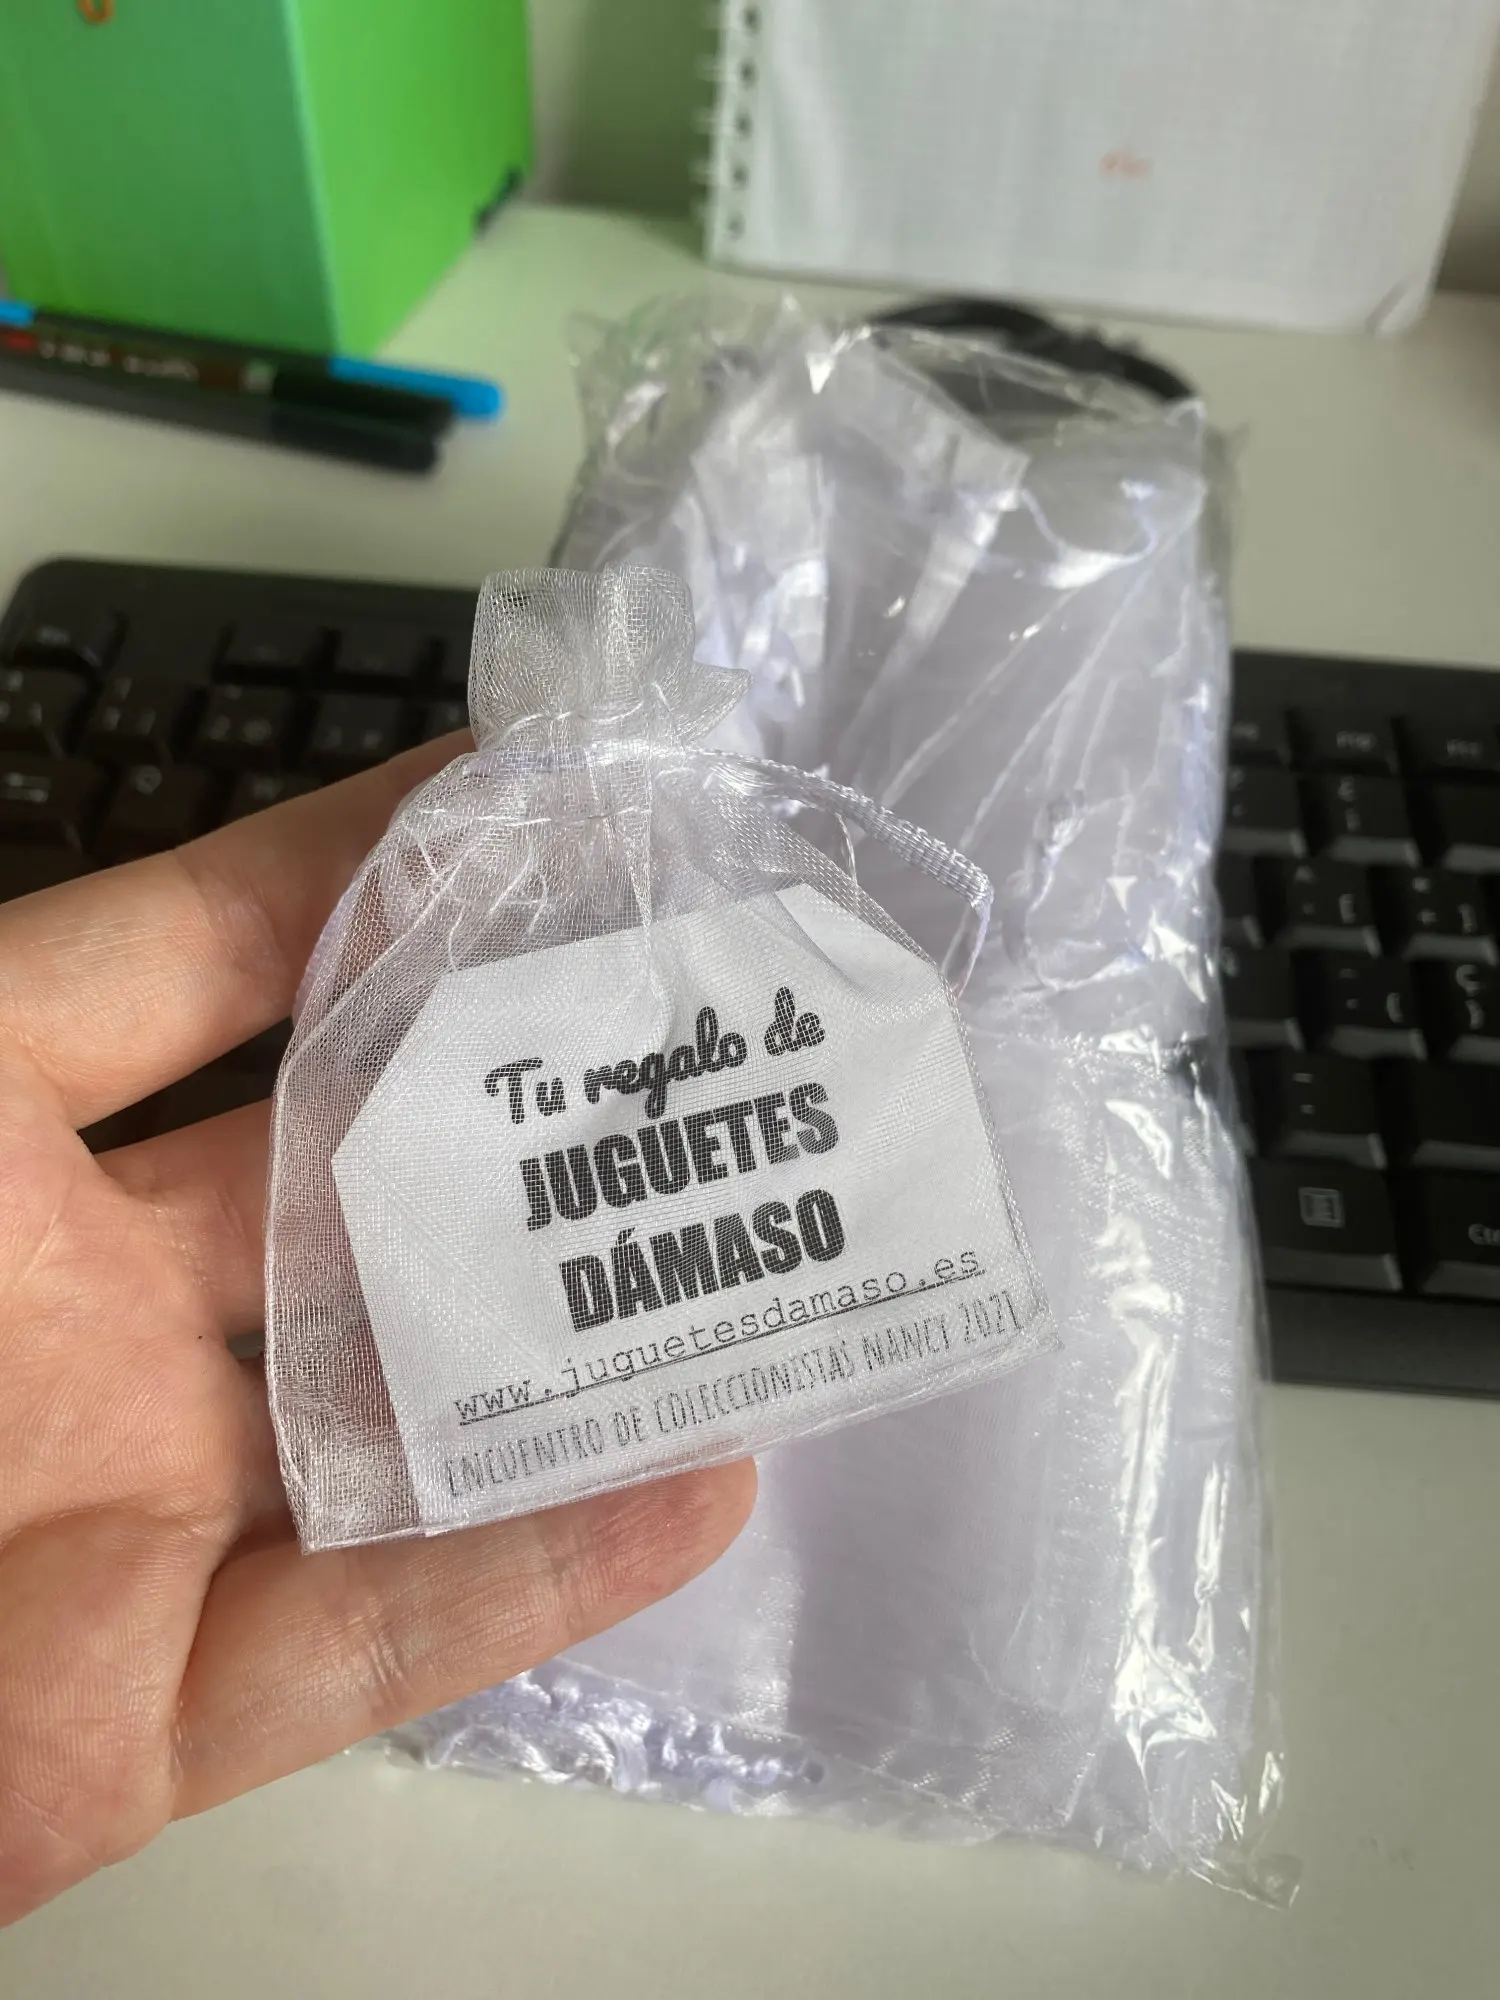 Tu regalo de
JUGUETES
DÁMASO
www.juguetesdamaso.es
ENCUENTRO DE COLECCIONISTAS NANCY 2021